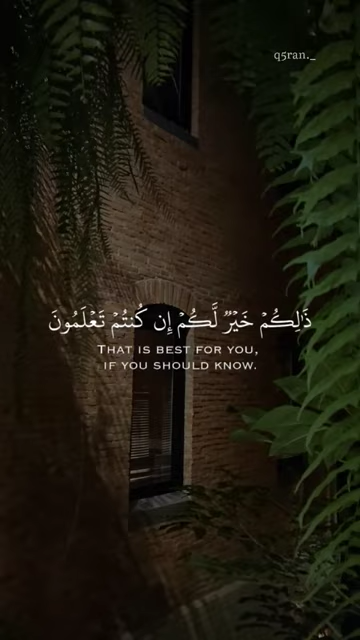 q5ran._
ذَٰلِكُمۡ خَيۡرٞ لَّكُمۡ إِن كُنتُمۡ تَعۡلَمُونَ
THAT IS BEST FOR YOU,
IF YOU SHOULD KNOW.